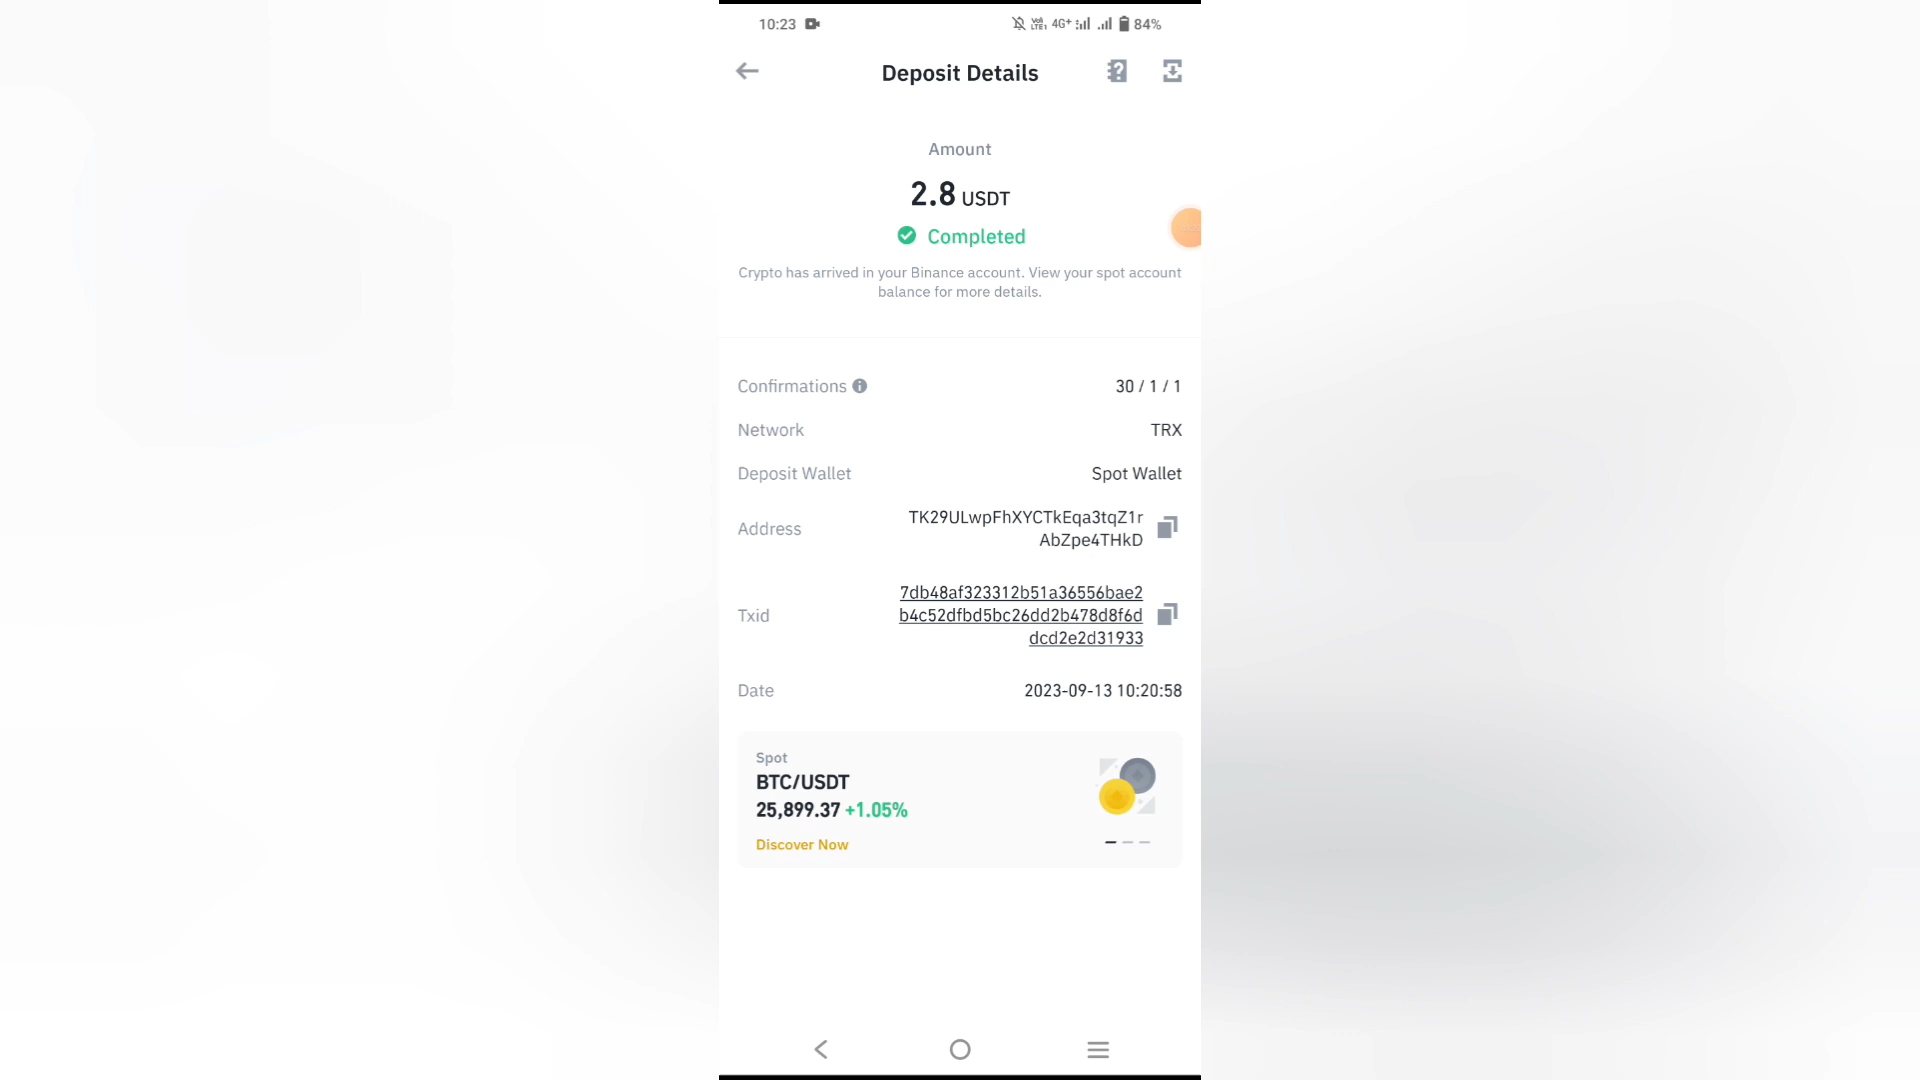 10:23 4G+ 84%
Deposit Details
Amount
2.8 USDT
Completed
Crypto has arrived in your Binance account. View your spot account
balance for more details.
Confirmations 30 / 1 / 1
Network TRX
Deposit Wallet Spot Wallet
Address TK29ULwpFhXYCTkEqa3tqZ1r
AbZpe4THkD
Txid 7db48af323312b51a36556bae2
b4c52dfbd5bc26dd2b478d8f6d
dcd2e2d31933
Date 2023-09-13 10:20:58
Spot
BTC/USDT
25,899.37 +1.05%
Discover Now